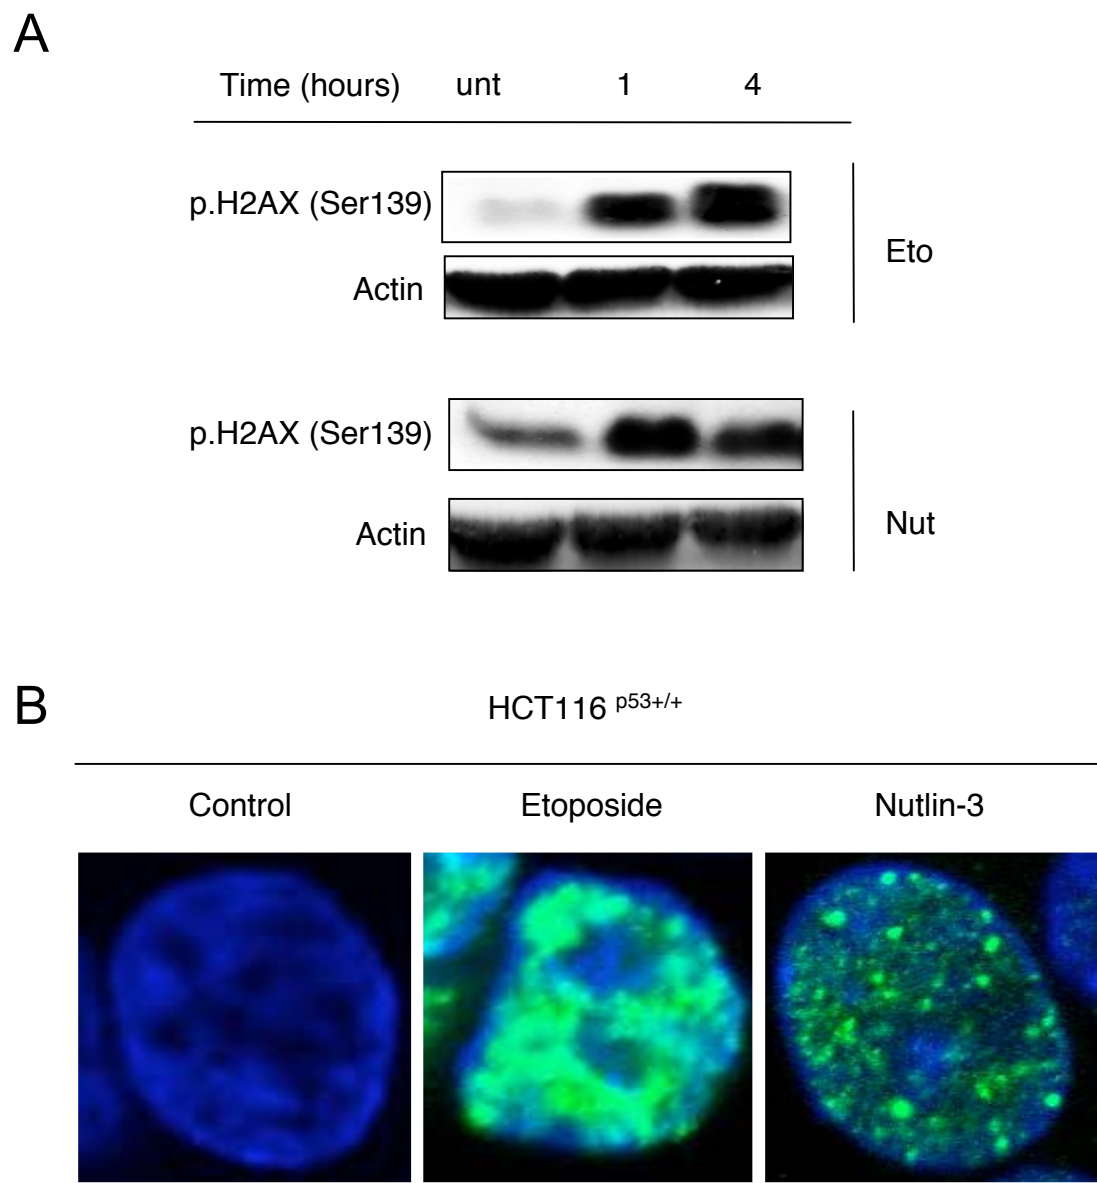 A
Time (hours) unt 1 4
p.H2AX (Ser139)
Actin
Eto
p.H2AX (Ser139)
Actin
Nut
B
HCT116 p53+/+
Control Etoposide Nutlin-3